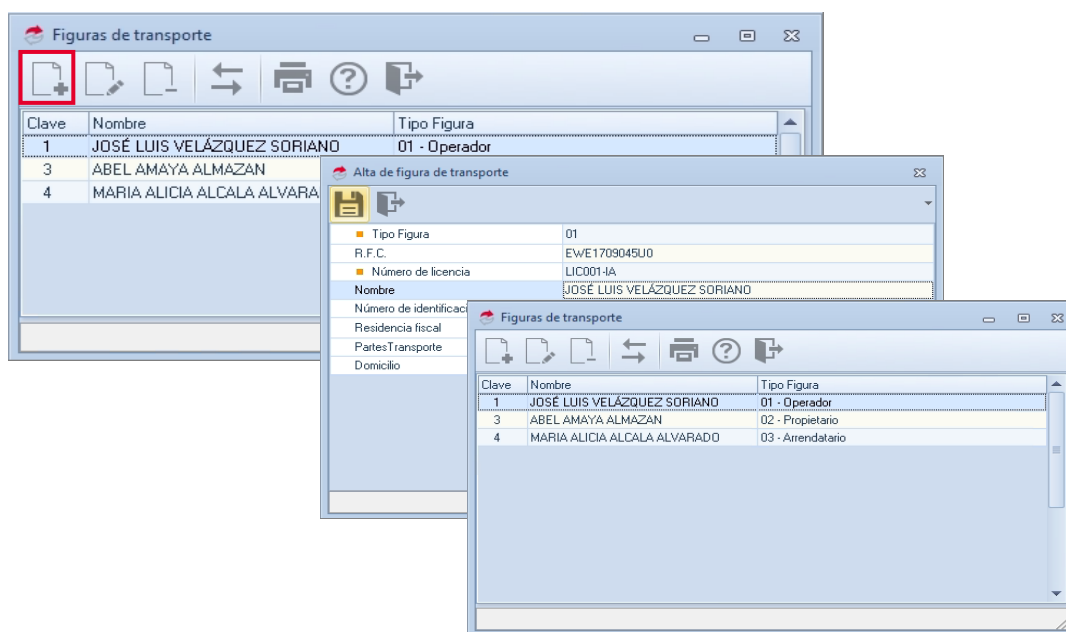 Figuras de transporte
Clave Nombre Tipo Figura
1 JOSÉ LUIS VELÁZQUEZ SORIANO 01 - Operador
3 ABEL AMAYA ALMAZAN
4 MARIA ALICIA ALCALA ALVARA
Alta de figura de transporte
Tipo Figura 01
R.F.C. EWE1709045U0
Número de licencia LIC001-IA
Nombre JOSÉ LUIS VELÁZQUEZ SORIANO
Número de identificaci
Residencia fiscal
PartesTransporte
Domicilio
Figuras de transporte
Clave Nombre Tipo Figura
1 JOSÉ LUIS VELÁZQUEZ SORIANO 01 - Operador
3 ABEL AMAYA ALMAZAN 02 - Propietario
4 MARIA ALICIA ALCALA ALVARADO 03 - Arrendatario